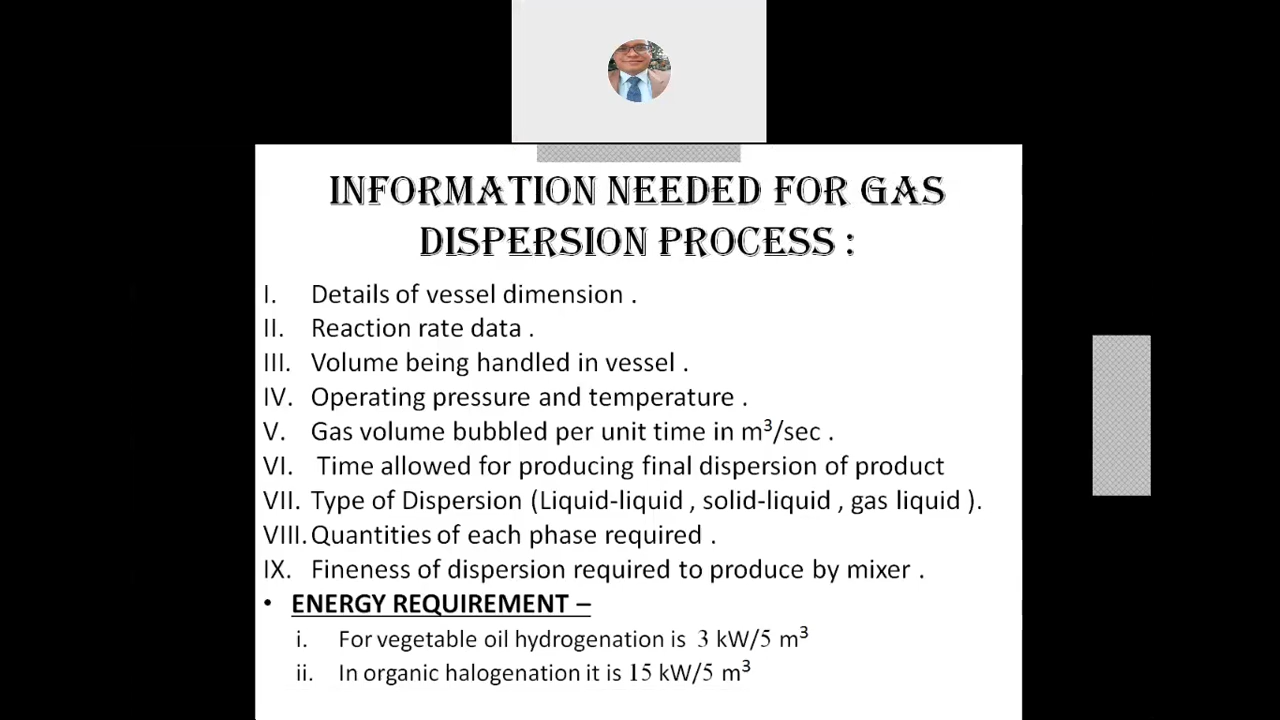 INFORMATION NEEDED FOR GAS
DISPERSION PROCESS :
I. Details of vessel dimension .
II. Reaction rate data .
III. Volume being handled in vessel .
IV. Operating pressure and temperature .
V. Gas volume bubbled per unit time in m³/sec .
VI. Time allowed for producing final dispersion of product
VII. Type of Dispersion (Liquid-liquid , solid-liquid , gas liquid ).
VIII. Quantities of each phase required .
IX. Fineness of dispersion required to produce by mixer .
• ENERGY REQUIREMENT –
i. For vegetable oil hydrogenation is 3 kW/5 m³
ii. In organic halogenation it is 15 kW/5 m³